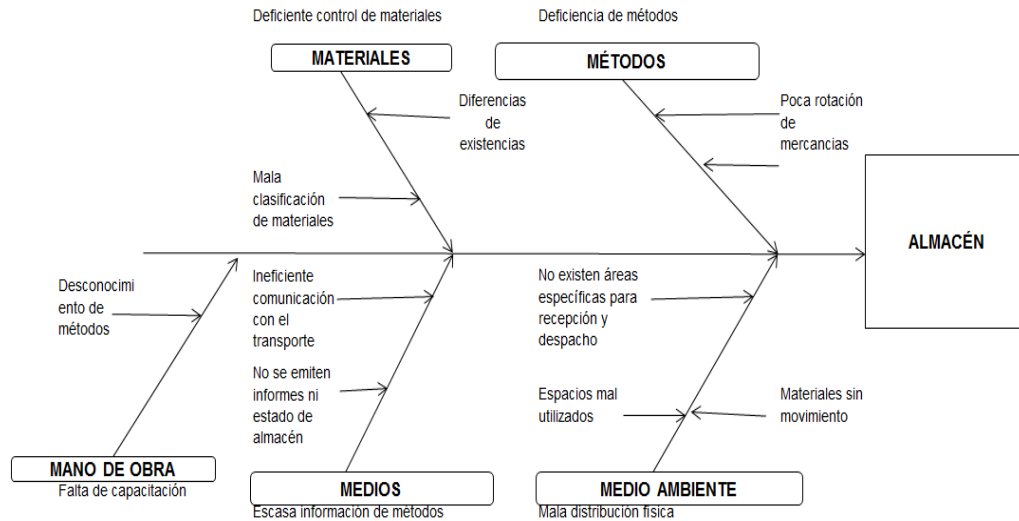 Deficiente control de materiales
Deficiencia de métodos
MATERIALES
MÉTODOS
Diferencias
de
existencias
Poca rotación
de
mercancias
Mala
clasificación
de materiales
ALMACÉN
Desconocimi
ento de
métodos
Ineficiente
comunicación
con el
transporte
No existen áreas
específicas para
recepción y
despacho
No se emiten
informes ni
estado de
almacén
Espacios mal
utilizados
Materiales sin
movimiento
MANO DE OBRA
Falta de capacitación
MEDIOS
Escasa información de métodos
MEDIO AMBIENTE
Mala distribución física